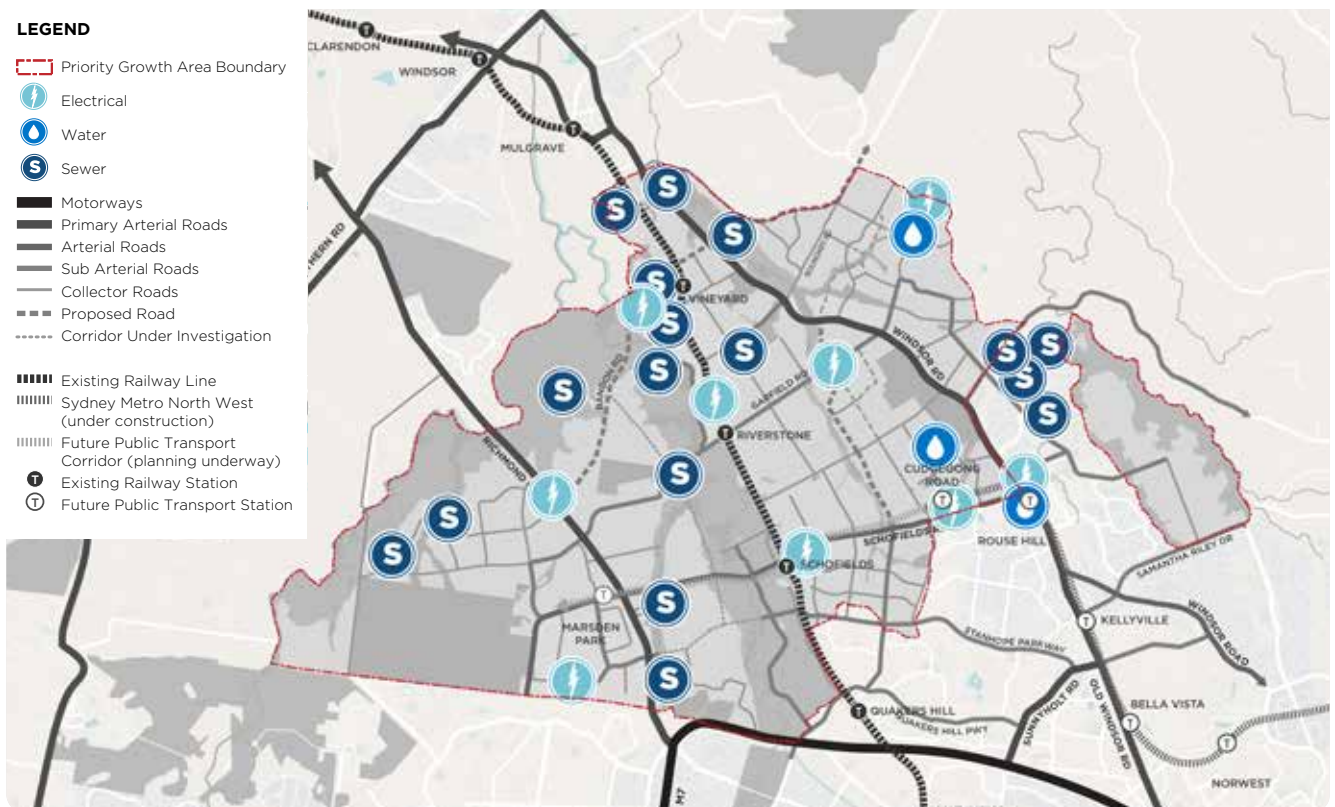 LEGEND
Priority Growth Area Boundary
Electrical
Water
S
Sewer
Motorways
Primary Arterial Roads
Arterial Roads
Sub Arterial Roads
Collector Roads
Proposed Road
Corridor Under Investigation
Existing Railway Line
Sydney Metro North West
(under construction)
Future Public Transport
Corridor (planning underway)
T Existing Railway Station
T Future Public Transport Station
CLARENDON
T
WINDSOR
T
MULGRAVE
T
THERN RD
S
S
S
S
T
VINEYARD
S
WINDSOR RD
S
S
S
S
S
S
BANDON RD
S
S
GARFIELD RD
T
RIVERSTONE
RICHMOND
S
CUDGEGONG
ROAD
T
T
S
S
SCHOFIELDS
ROUSE HILL
T
SCHOFIELDS
SAMANTHA RILEY DR
T
S
MARSDEN
PARK
T
KELLYVILLE
WINDSOR ROAD
STANHOPE PARKWAY
S
T
QUAKERS HILL
QUAKERS HILL PWY
SUNNYHOLT RD
OLD WINDSOR RD
BELLA VISTA
T
T
NORWEST
M7